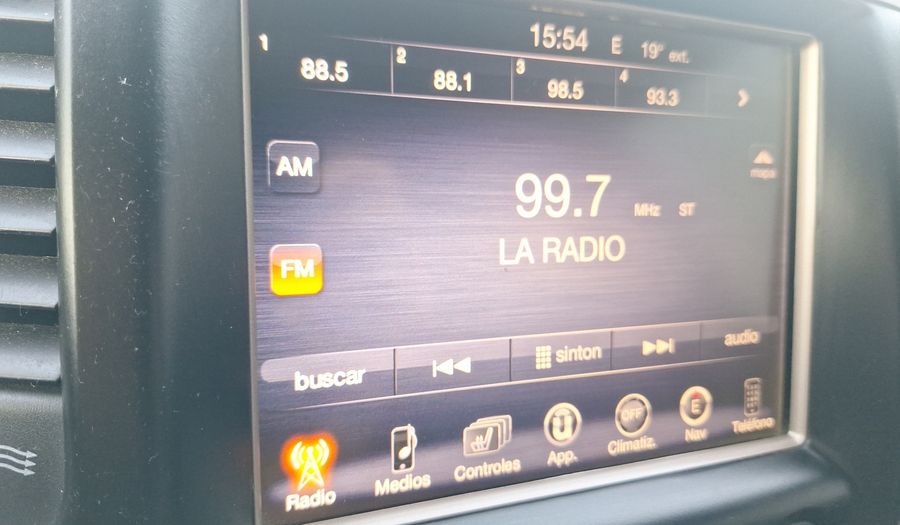 15:54 E 19° ext.
1 88.5 2 88.1 3 98.5 4 93.3
AM
mapa
99.7 MHz ST
LA RADIO
FM
buscar sinton audio
OFF E
Radio Medios Controles App. Climatiz. Nav Teléfono